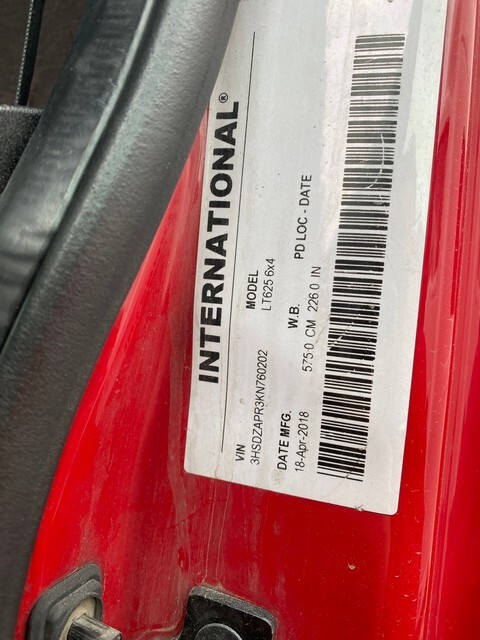 INTERNATIONAL®
VIN MODEL
3HSDZAPR3KN760202 LT625 6x4
DATE MFG. W.B. PD LOC - DATE
18-Apr-2018 575.0 CM 226.0 IN